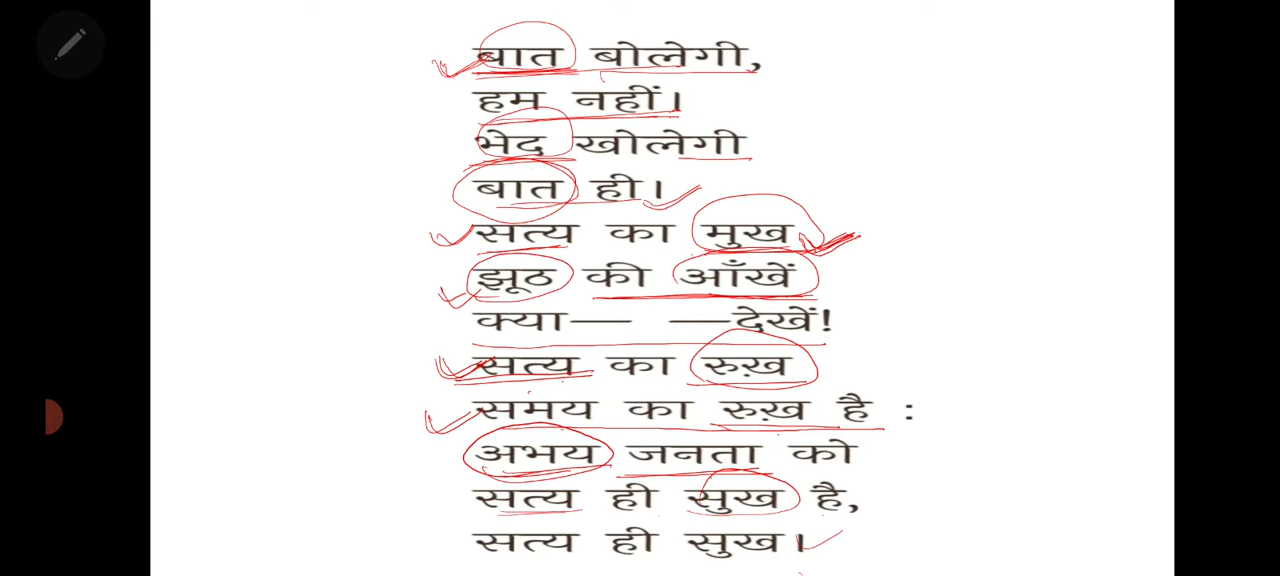 बात बोलेगी,
हम नहीं।
भेद खोलेगी
बात ही।
सत्य का मुख
झूठ की आँखें
क्या— —देखें!
सत्य का रुख़
समय का रुख़ है :
अभय जनता को
सत्य ही सुख है,
सत्य ही सुख।